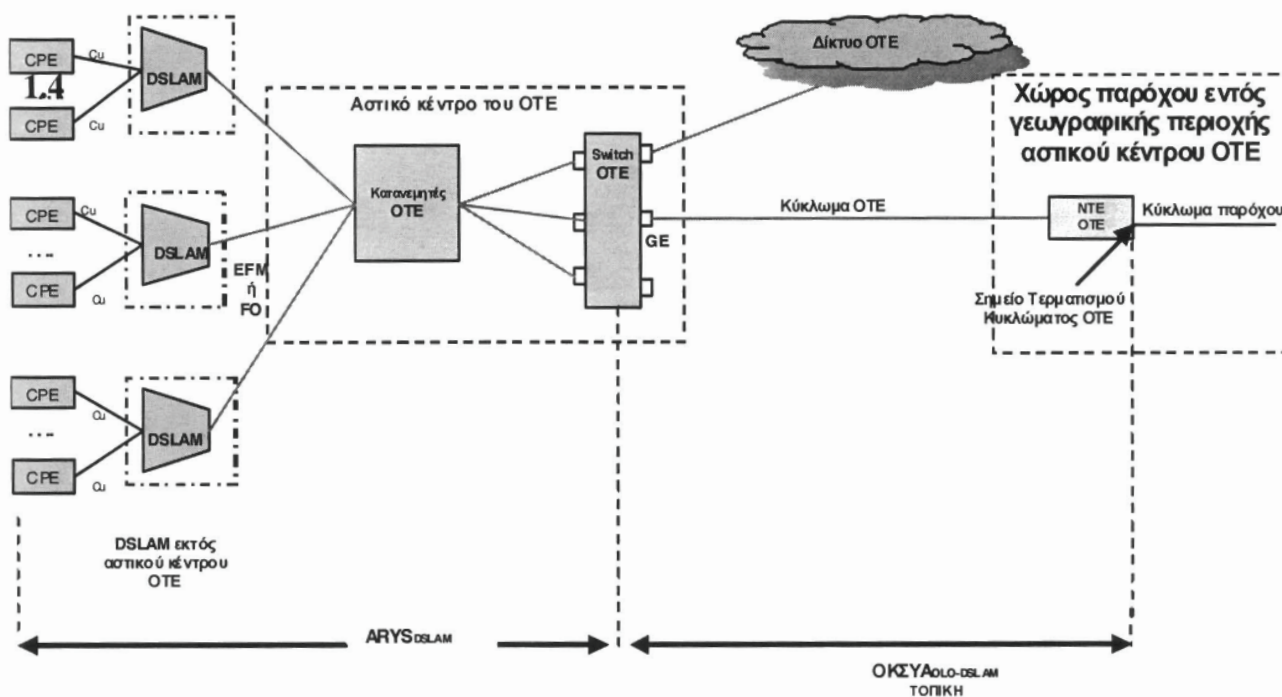 Δίκτυο ΟΤΕ
CPE
Cu
1.4
CPE
Cu
DSLAM
Αστικό κέντρο του ΟΤΕ
Χώρος παρόχου εντός
γεωγραφικής περιοχής
αστικού κέντρου ΟΤΕ
Switch
ΟΤΕ
Κατανεμητές
ΟΤΕ
CPE
Cu
....
CPE
Cu
DSLAM
EFM
ή
FO
GE
Κύκλωμα ΟΤΕ
NTE
OTE
Κύκλωμα παρόχου
Σημείο Τερματισμού
Κυκλώματος ΟΤΕ
CPE
Cu
....
CPE
Cu
DSLAM
DSLAM εκτός
αστικού κέντρου
ΟΤΕ
ARYSDSLAM
ΟΚΣΥΑOLO-DSLAM
ΤΟΠΙΚΗ